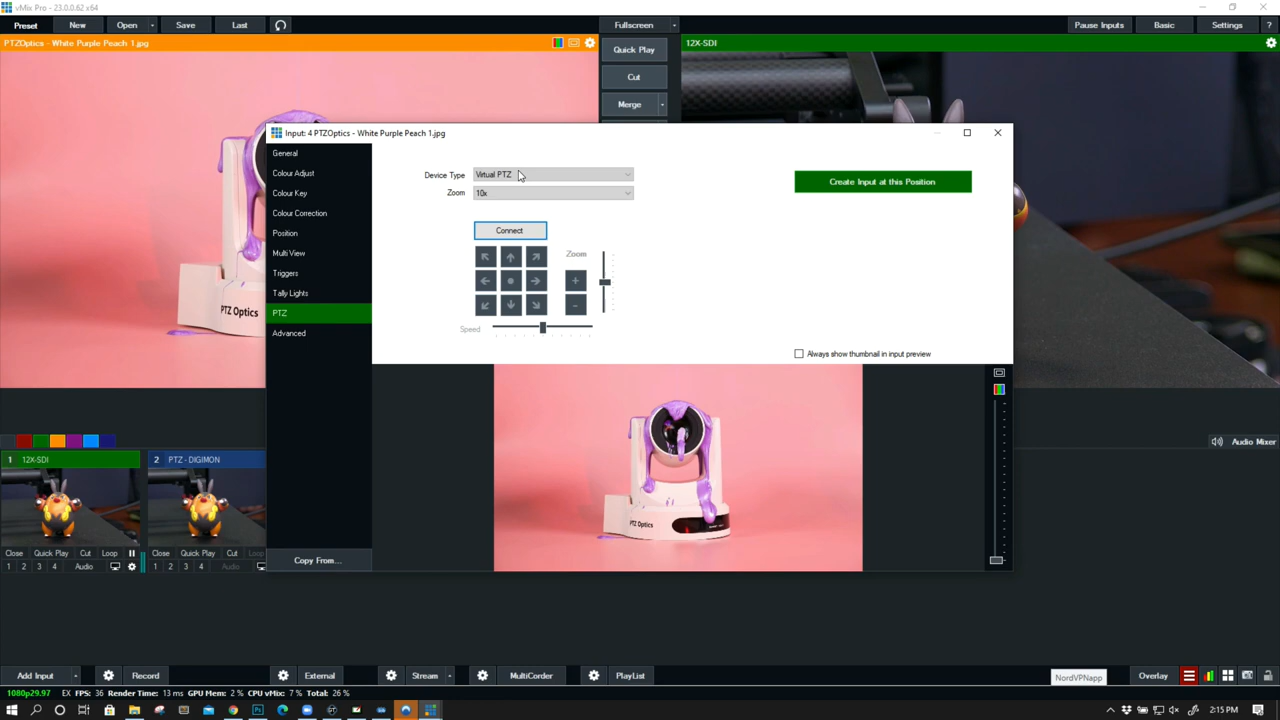 vMix Pro - 23.0.0.62 x64
Preset New Open Save Last Fullscreen Pause Inputs Basic Settings ?
PTZOptics - White Purple Peach 1.jpg
Quick Play
12X-SDI
Cut
Merge
Input: 4 PTZOptics - White Purple Peach 1.jpg
General
Colour Adjust
Colour Key
Colour Correction
Position
Multi View
Triggers
Tally Lights
PTZ
Advanced
Copy From...
Device Type Virtual PTZ
Zoom 10x
Create Input at this Position
Connect
Zoom
+
-
Speed
Always show thumbnail in input preview
PTZ Optics
PTZ Optics
Audio Mixer
1 12X-SDI
2 PTZ - DIGIMON
Close Quick Play Cut Loop
1 2 3 4 Audio
Close Quick Play Cut Loop
1 2 3 4 Audio
Add Input Record External Stream MultiCorder PlayList NordVPNapp Overlay
1080p29.97 EX FPS: 36 Render Time: 13 ms GPU Mem: 2 % CPU vMix: 7 % Total: 26 %
2:15 PM